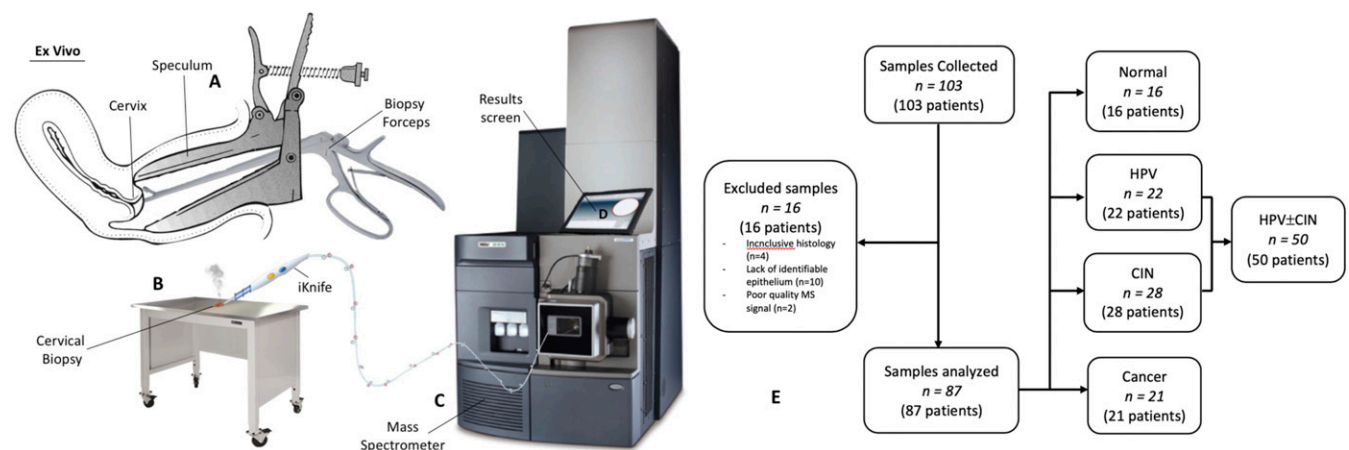 Ex Vivo
Speculum
A
Cervix
Biopsy
Forceps
B
iKnife
Cervical
Biopsy
Results
screen
D
C
Mass
Spectrometer
E
Samples Collected
n = 103
(103 patients)
Excluded samples
n = 16
(16 patients)
- Incnclusive histology
(n=4)
- Lack of identifiable
epithelium (n=10)
- Poor quality MS
signal (n=2)
Samples analyzed
n = 87
(87 patients)
Normal
n = 16
(16 patients)
HPV
n = 22
(22 patients)
CIN
n = 28
(28 patients)
Cancer
n = 21
(21 patients)
HPV±CIN
n = 50
(50 patients)